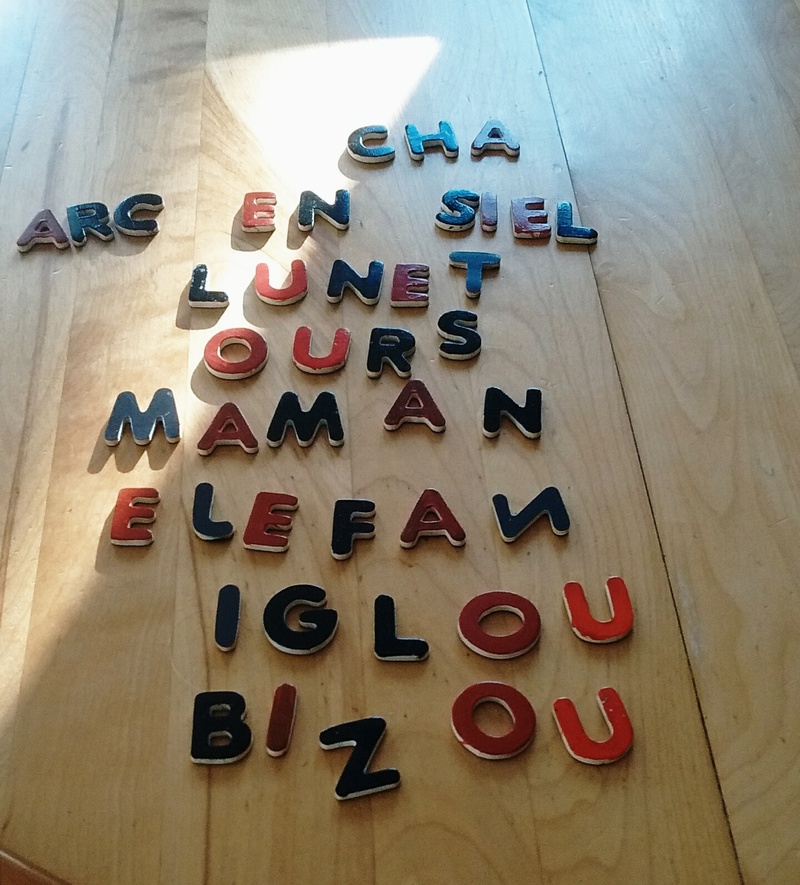 CHA
ARC EN SIEL
LUNET
OURS
MAMAN
ELEFAN
IGLOU
BIZOU